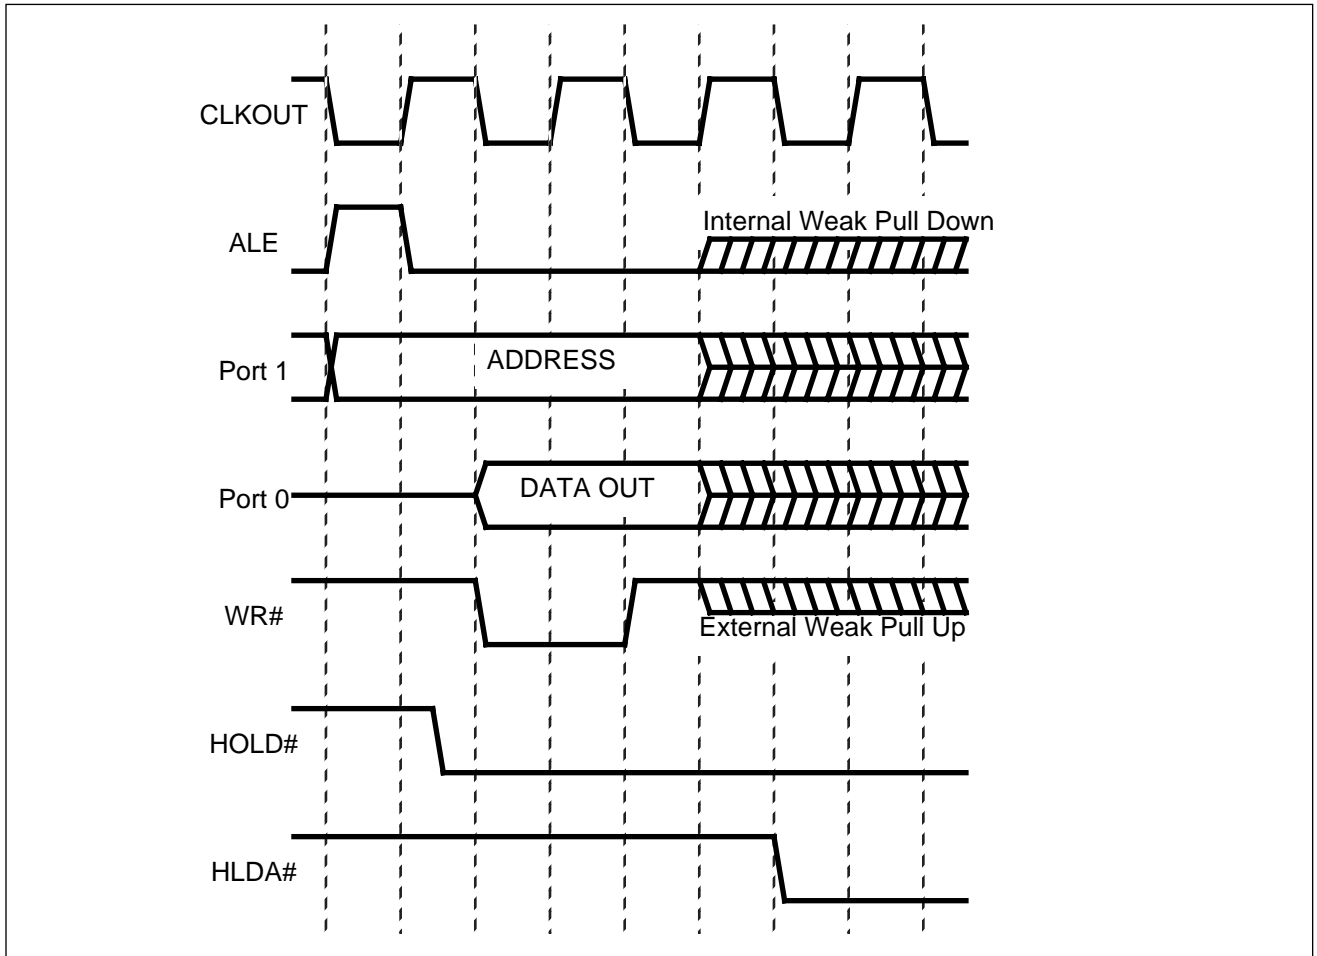 CLKOUT
Internal Weak Pull Down
ALE
ADDRESS
Port 1
DATA OUT
Port 0
WR#
External Weak Pull Up
HOLD#
HLDA#